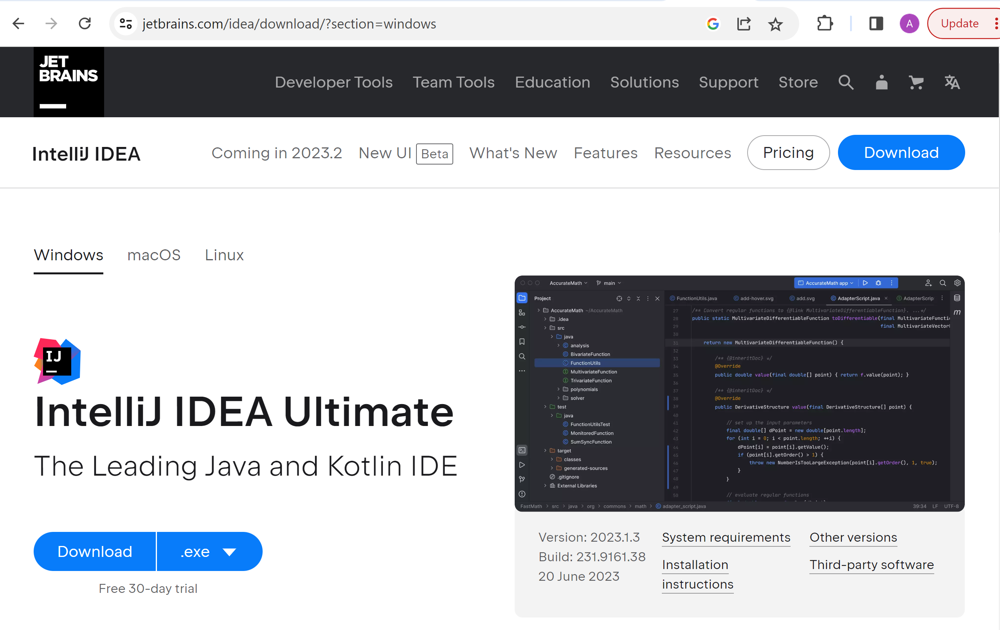 jetbrains.com/idea/download/?section=windows
A
Update
JET
BRAINS
Developer Tools Team Tools Education Solutions Support Store
IntelliJ IDEA Coming in 2023.2 New UI Beta What's New Features Resources Pricing Download
Windows macOS Linux
IJ
IntelliJ IDEA Ultimate
The Leading Java and Kotlin IDE
Download .exe
Free 30-day trial
AccurateMath main AccurateMath app
Project
AccurateMath ~/AccurateMath
.idea
src
java
analysis
BivariateFunction
FunctionUtils
MultivariateFunction
TrivariateFunction
polynomials
solver
test
java
FunctionUtilsTest
MonitoredFunction
SumSyncFunction
target
classes
generated-sources
.gitignore
External Libraries
FunctionUtils.java add-hover.svg add.svg AdapterScript.java AdapterScrip
27 /** Convert regular functions to {@link MultivariateDifferentiableFunction}. ...*/
28 public static MultivariateDifferentiableFunction toDifferentiable(final MultivariateFuncti
29 final MultivariateVector
30
31 return new MultivariateDifferentiableFunction() {
32
33 /** {@inheritDoc} */
34 @Override
35 public double value(final double[] point) { return f.value(point); }
36
37 /** {@inheritDoc} */
38 @Override
39 public DerivativeStructure value(final DerivativeStructure[] point) {
40
41 // set up the input parameters
42 final double[] dPoint = new double[point.length];
43 for (int i = 0; i < point.length; ++i) {
44 dPoint[i] = point[i].getValue();
45 if (point[i].getOrder() > 1) {
46 throw new NumberIsTooLargeException(point[i].getOrder(), 1, true);
47 }
48 }
49
50 // evaluate regular functions
m
FastMath > src > java > org > commons > math > adapter_script.java 39:34 LF UTF-8
Version: 2023.1.3
Build: 231.9161.38
20 June 2023
System requirements
Installation
instructions
Other versions
Third-party software